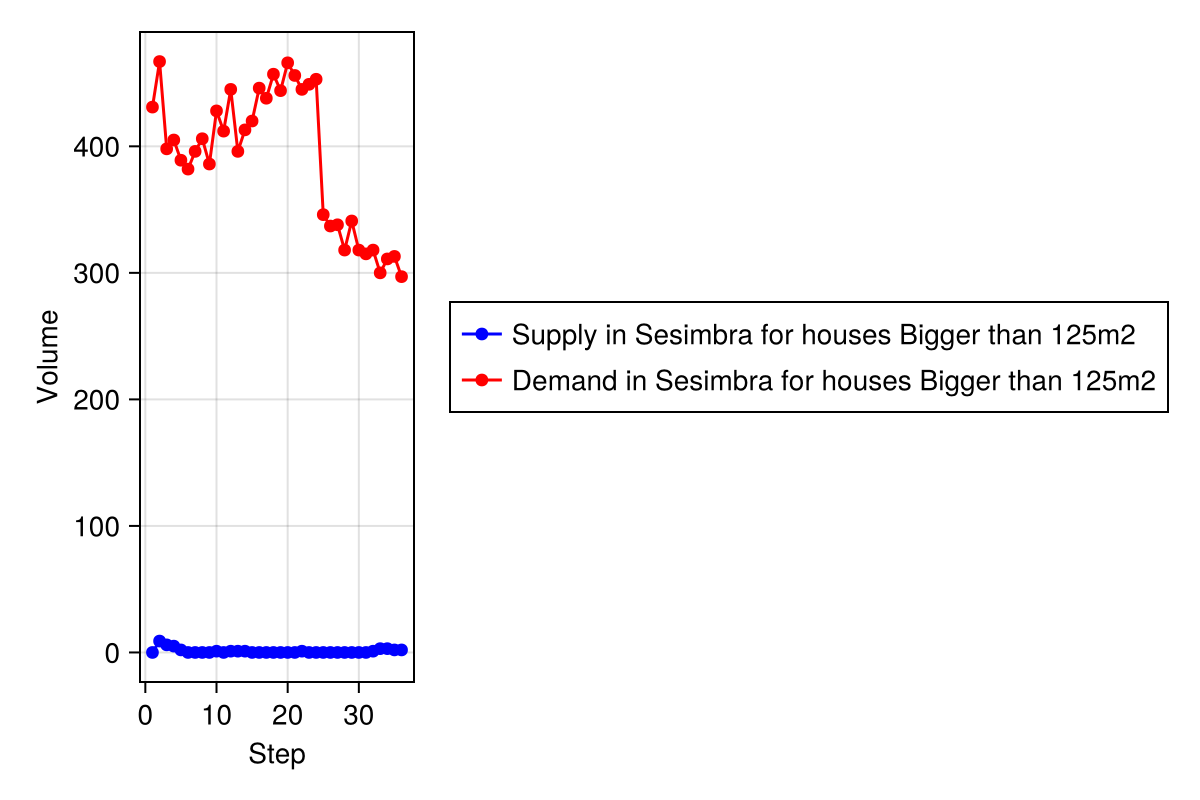 Volume
400
300
200
100
0
0 10 20 30
Step
Supply in Sesimbra for houses Bigger than 125m2
Demand in Sesimbra for houses Bigger than 125m2